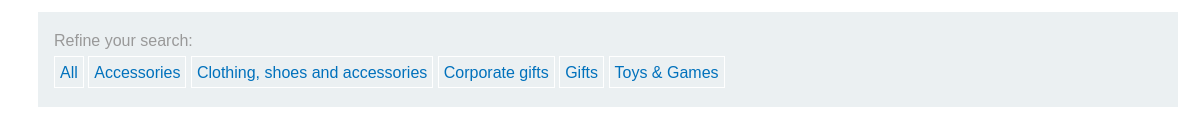 Refine your search:
All Accessories Clothing, shoes and accessories Corporate gifts Gifts Toys & Games